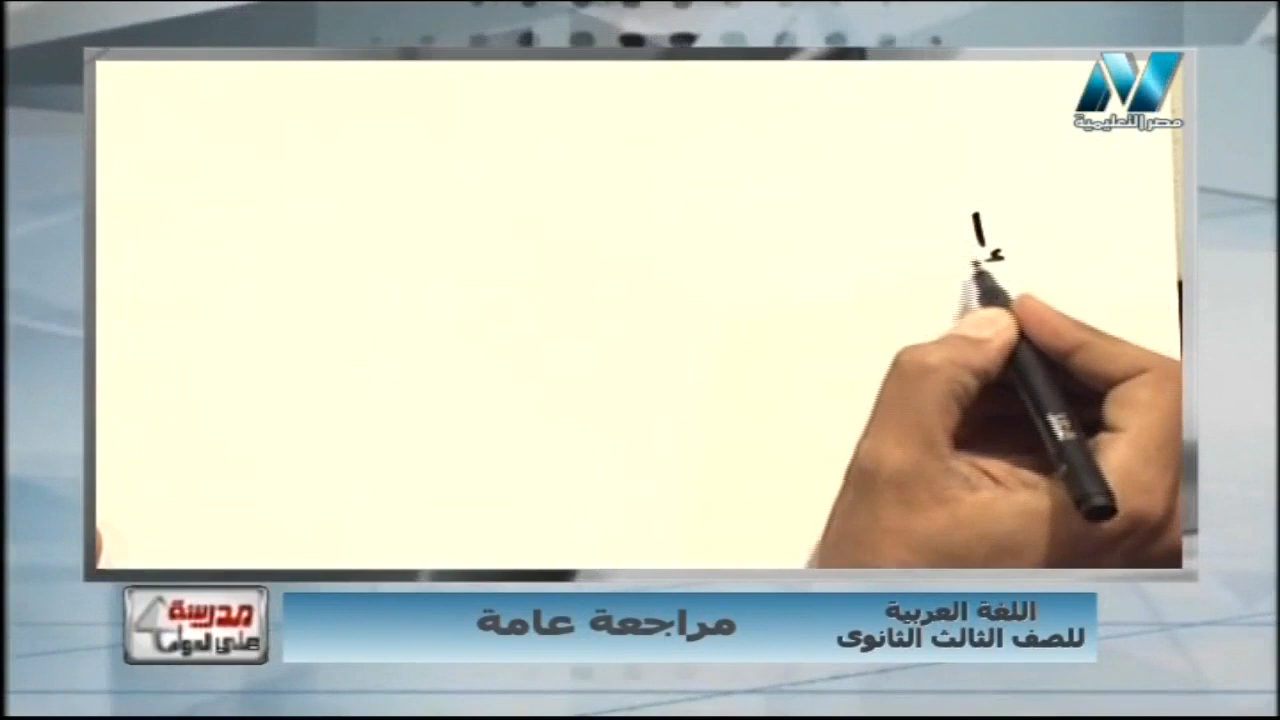 مصر التعليمية
إ
اللغة العربية
للصف الثالث الثانوى
مراجعة عامة
مدرسة
على الهواء